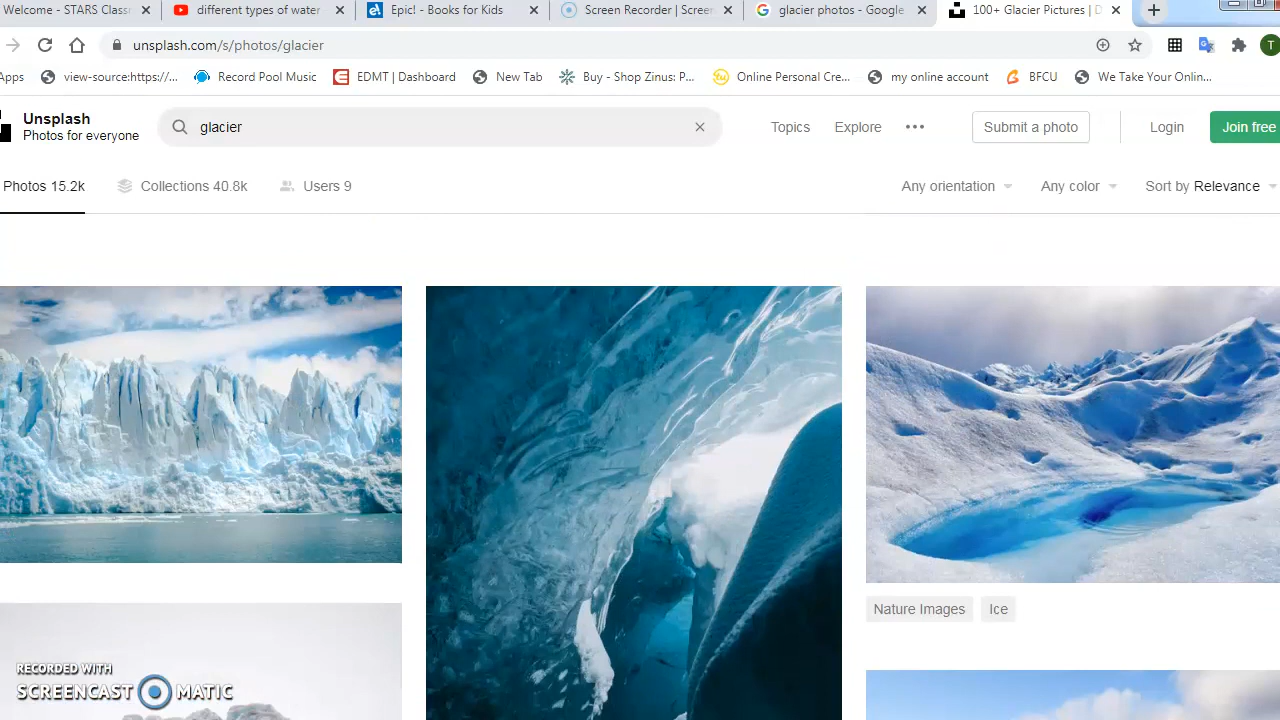 Welcome - STARS Classr
different types of water
Epic! - Books for Kids
Screen Recorder | Screen
glacier photos - Google
100+ Glacier Pictures | D
unsplash.com/s/photos/glacier
T
App
view-source:https://...
Record Pool Music
EDMT | Dashboard
New Tab
Buy - Shop Zinus: P...
Online Personal Cre...
my online account
BECU
We Take Your Onlin...
Unsplash
Photos for everyone
glacier
Topics
Explore
Submit a photo
Login
Join free
Photos 15.2k
Collections 40.8k
Users 9
Any orientation
Any color
Sort by Relevance
Nature Images
Ice
RECORDED WITH
SCREENCAST MATIC